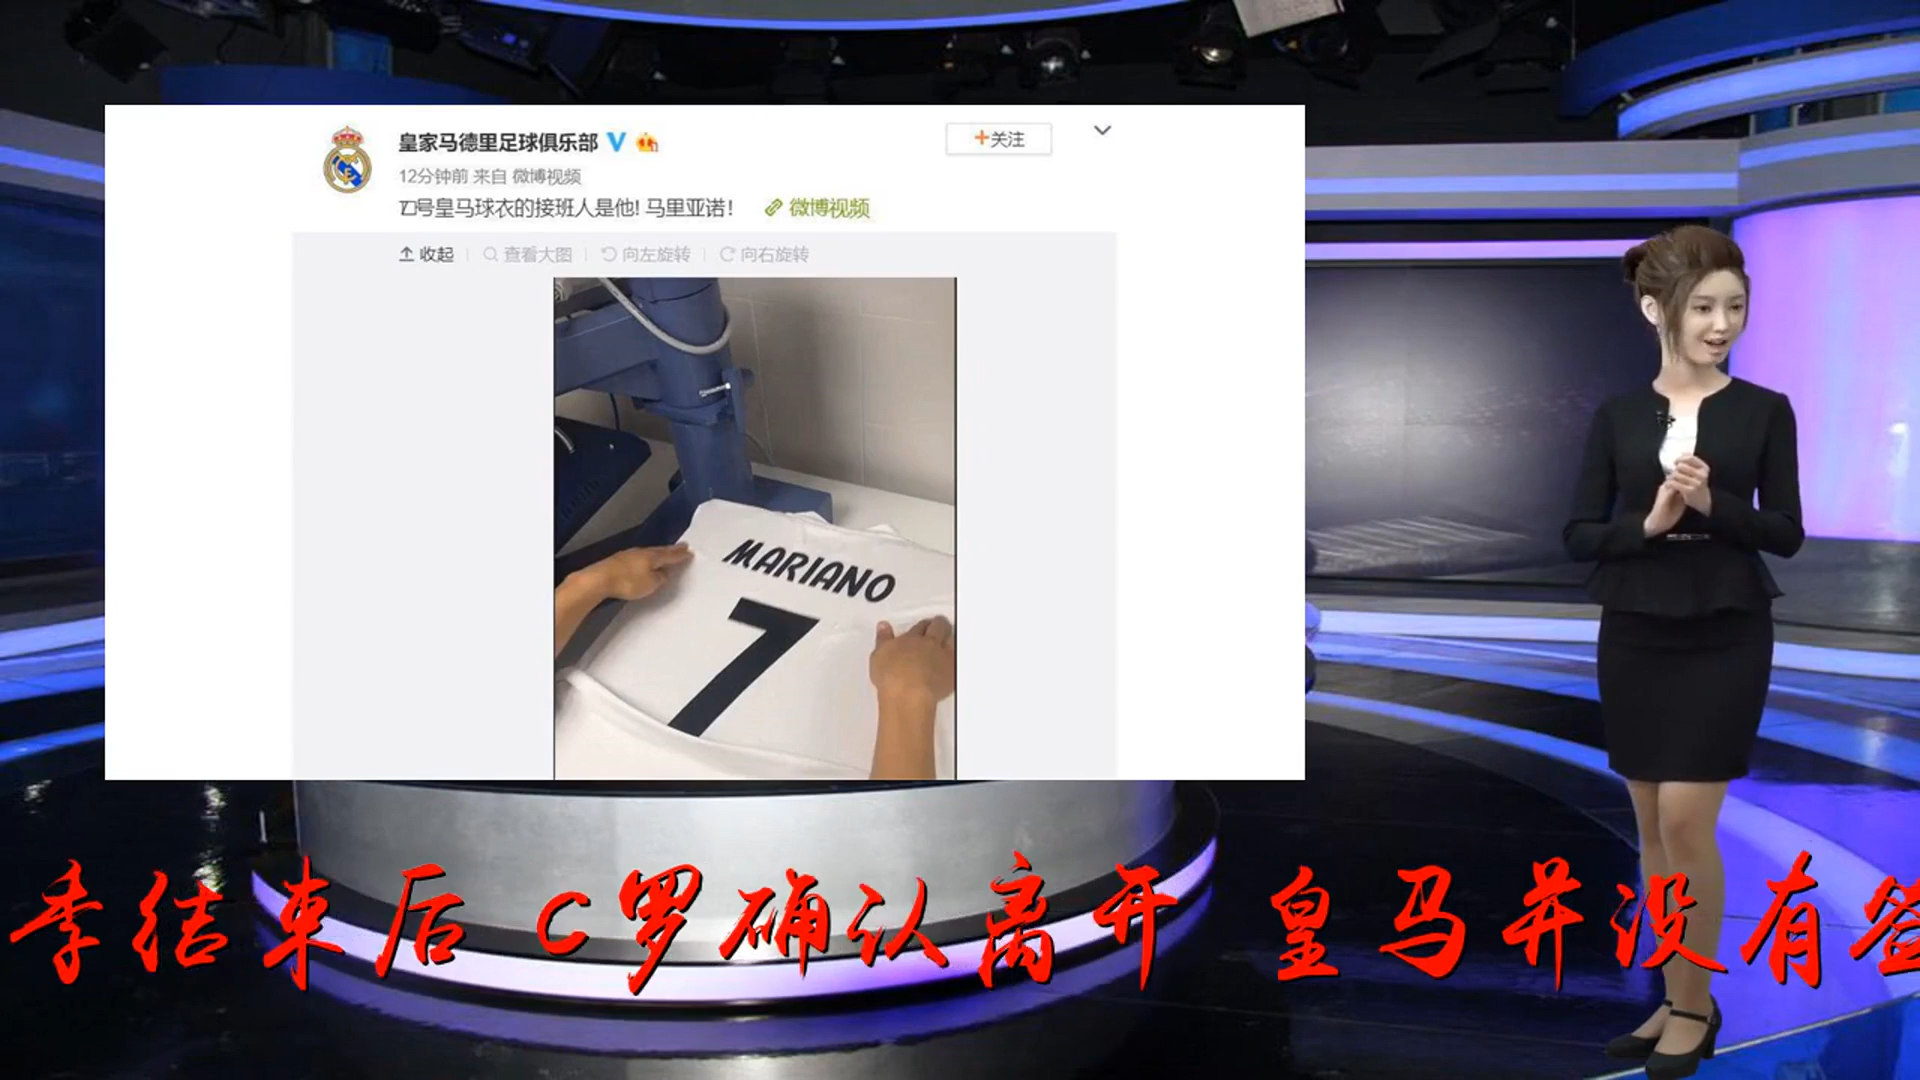 皇家马德里足球俱乐部
+关注
12分钟前 来自 微博视频
号皇马球衣的接班人是他! 马里亚诺! 微博视频
收起 查看大图 向左旋转 向右旋转
MARIANO
7
季结束后 C罗确认离开 皇马并没有签